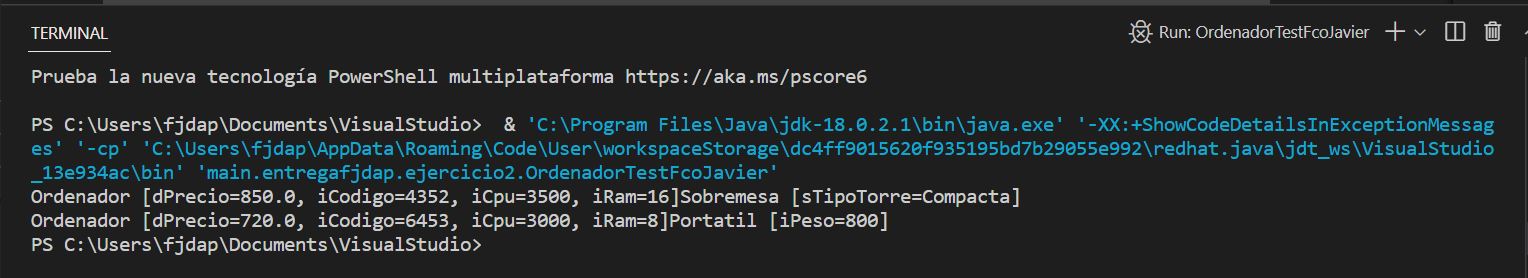 TERMINAL
Run: OrdenadorTestFcoJavier
Prueba la nueva tecnología PowerShell multiplataforma https://aka.ms/pscore6
PS C:\Users\fjdap\Documents\VisualStudio>  & 'C:\Program Files\Java\jdk-18.0.2.1\bin\java.exe' '-XX:+ShowCodeDetailsInExceptionMessag
es' '-cp' 'C:\Users\fjdap\AppData\Roaming\Code\User\workspaceStorage\dc4ff9015620f935195bd7b29055e992\redhat.java\jdt_ws\VisualStudio
_13e934ac\bin' 'main.entregafjdap.ejercicio2.OrdenadorTestFcoJavier'
Ordenador [dPrecio=850.0, iCodigo=4352, iCpu=3500, iRam=16]Sobremesa [sTipoTorre=Compacta]
Ordenador [dPrecio=720.0, iCodigo=6453, iCpu=3000, iRam=8]Portatil [iPeso=800]
PS C:\Users\fjdap\Documents\VisualStudio>